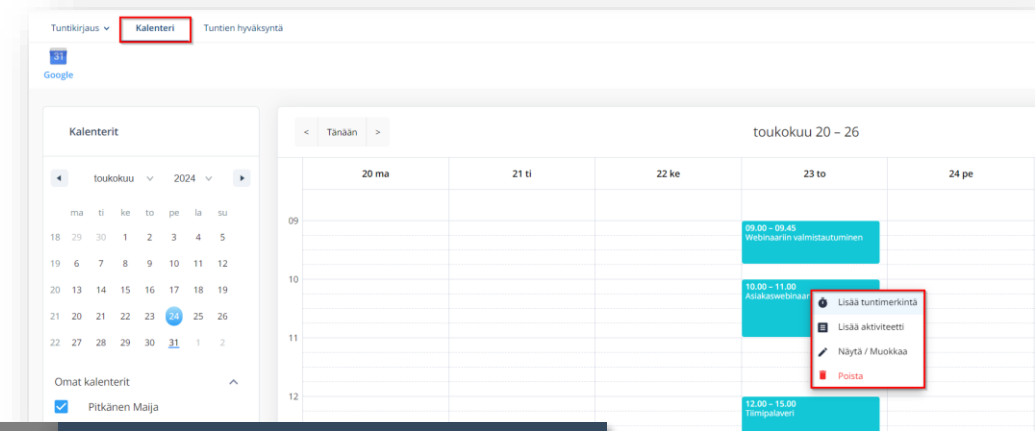 Tuntikirjaus Kalenteri Tuntien hyväksyntä
31
Google
Kalenterit
< Tänään >
toukokuu 20 – 26
toukokuu 2024
ma ti ke to pe la su
18 29 30 1 2 3 4 5
19 6 7 8 9 10 11 12
20 13 14 15 16 17 18 19
21 20 21 22 23 24 25 26
22 27 28 29 30 31 1 2
Omat kalenterit
Pitkänen Maija
20 ma 21 ti 22 ke 23 to 24 pe
09
09.00 – 09.45
Webinaariin valmistautuminen
10
10.00 – 11.00
Asiakaswebinaar
11
Lisää tuntimerkintä
Lisää aktiviteetti
Näytä / Muokkaa
Poista
12
12.00 – 15.00
Tiimipalaveri